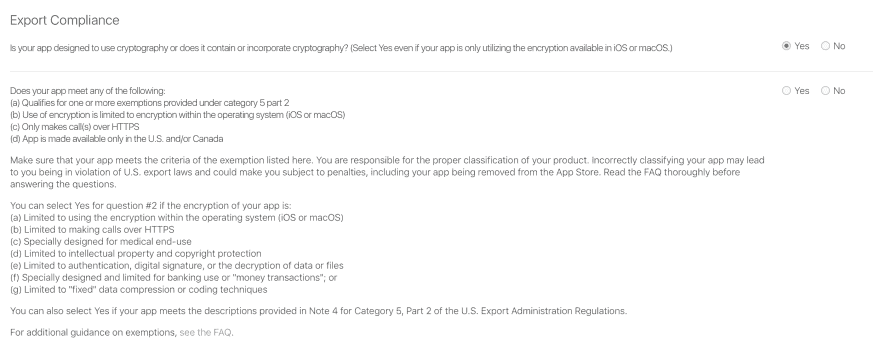 Export Compliance
Is your app designed to use cryptography or does it contain or incorporate cryptography? (Select Yes even if your app is only utilizing the encryption available in iOS or macOS.)
Yes No
Does your app meet any of the following:
Yes No
(a) Qualifies for one or more exemptions provided under category 5 part 2
(b) Use of encryption is limited to encryption within the operating system (iOS or macOS)
(c) Only makes call(s) over HTTPS
(d) App is made available only in the U.S. and/or Canada
Make sure that your app meets the criteria of the exemption listed here. You are responsible for the proper classification of your product. Incorrectly classifying your app may lead
to you being in violation of U.S. export laws and could make you subject to penalties, including your app being removed from the App Store. Read the FAQ thoroughly before
answering the questions.
You can select Yes for question #2 if the encryption of your app is:
(a) Limited to using the encryption within the operating system (iOS or macOS)
(b) Limited to making calls over HTTPS
(c) Specially designed for medical end-use
(d) Limited to intellectual property and copyright protection
(e) Limited to authentication, digital signature, or the decryption of data or files
(f) Specially designed and limited for banking use or "money transactions"; or
(g) Limited to "fixed" data compression or coding techniques
You can also select Yes if your app meets the descriptions provided in Note 4 for Category 5, Part 2 of the U.S. Export Administration Regulations.
For additional guidance on exemptions, see the FAQ.